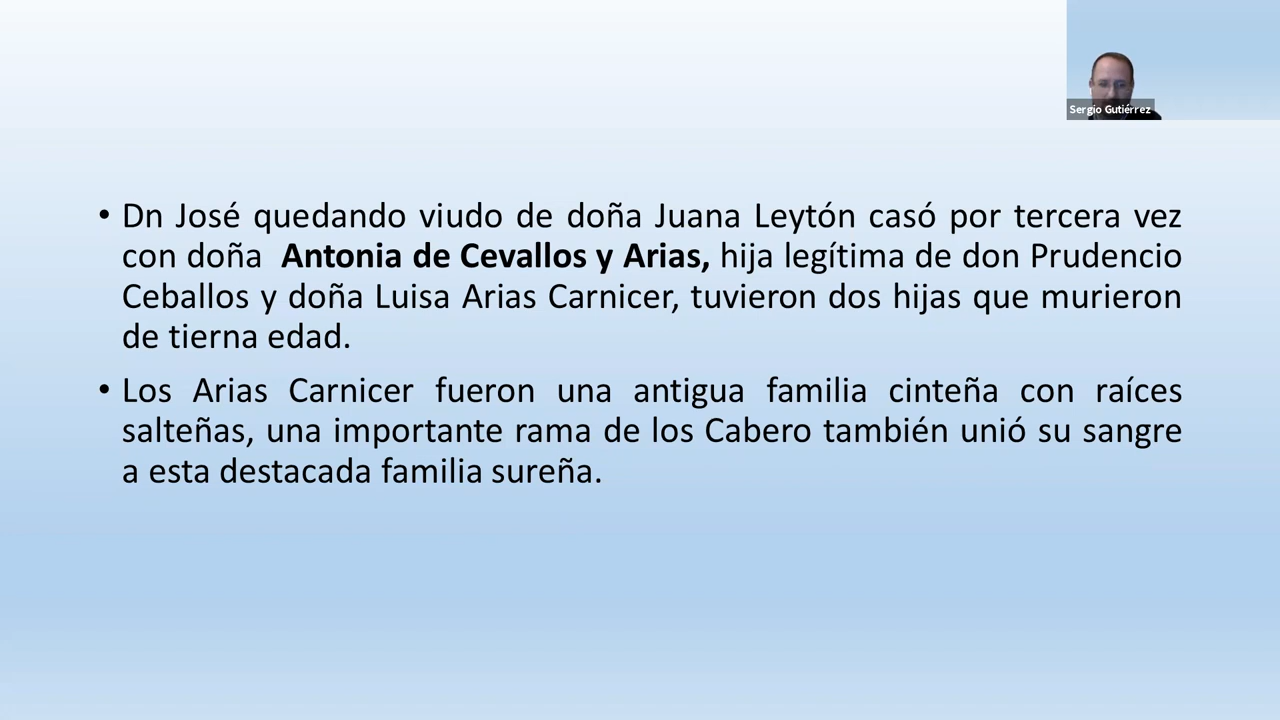 Sergio Gutiérrez
• Dn José quedando viudo de doña Juana Leytón casó por tercera vez
con doña Antonia de Cevallos y Arias, hija legítima de don Prudencio
Ceballos y doña Luisa Arias Carnicer, tuvieron dos hijas que murieron
de tierna edad.
• Los Arias Carnicer fueron una antigua familia cinteña con raíces
salteñas, una importante rama de los Cabero también unió su sangre
a esta destacada familia sureña.